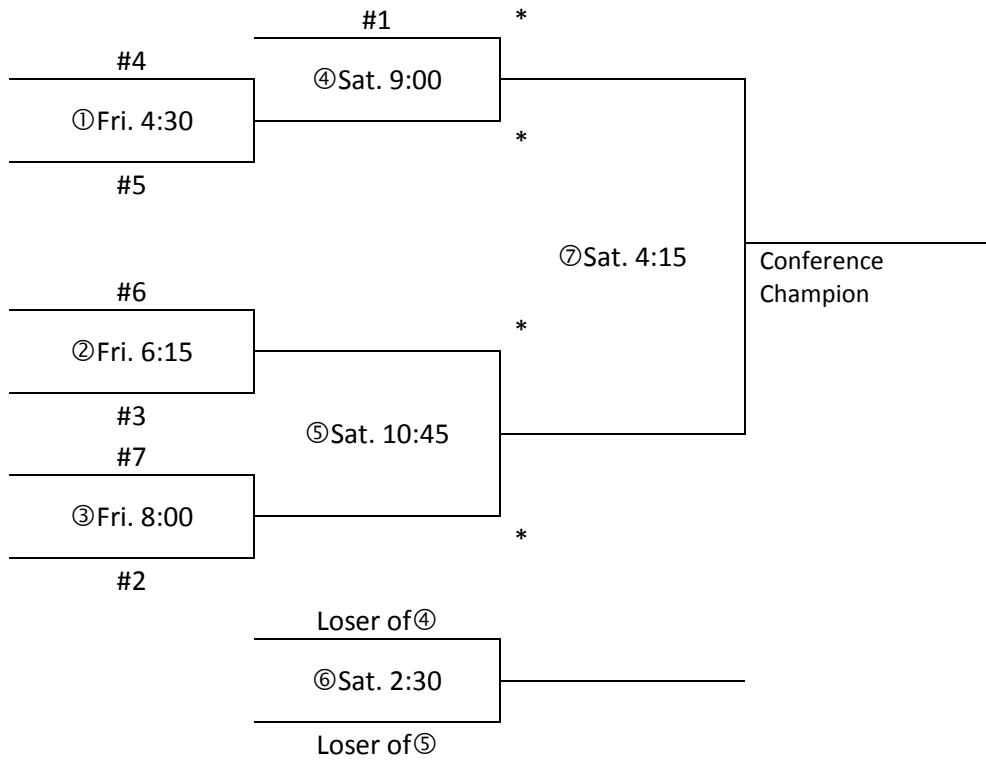 #1
*
#4
④Sat. 9:00
①Fri. 4:30
*
#5
⑦Sat. 4:15
Conference
Champion
#6
*
②Fri. 6:15
#3
⑤Sat. 10:45
#7
③Fri. 8:00
*
#2
Loser of④
⑥Sat. 2:30
Loser of⑤